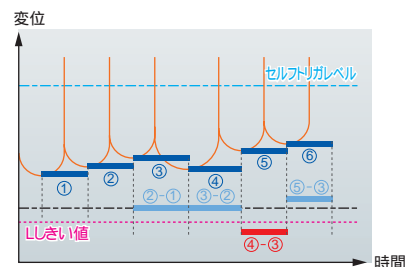 変位
セルフトリガレベル
①
②
③
④
⑤
⑥
②-①
③-②
⑤-③
Lしきい値
④-③
時間